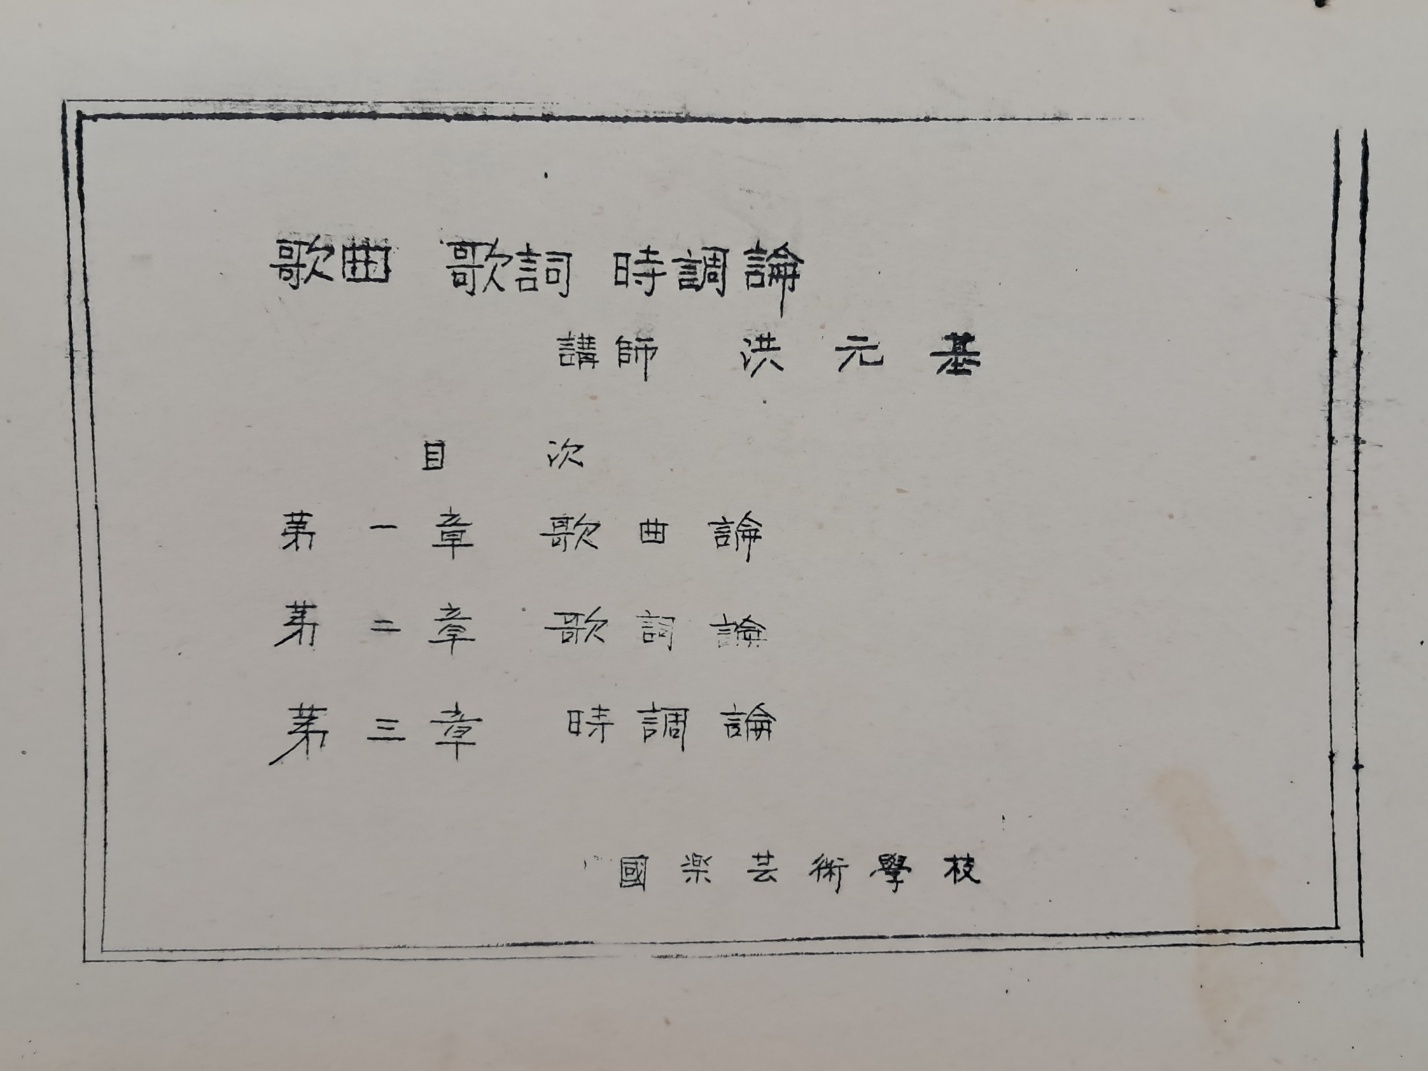 歌曲 歌詞 時調論
講師 洪元基
目次
第一章 歌曲論
第二章 歌詞論
第三章 時調論
國楽芸術學校